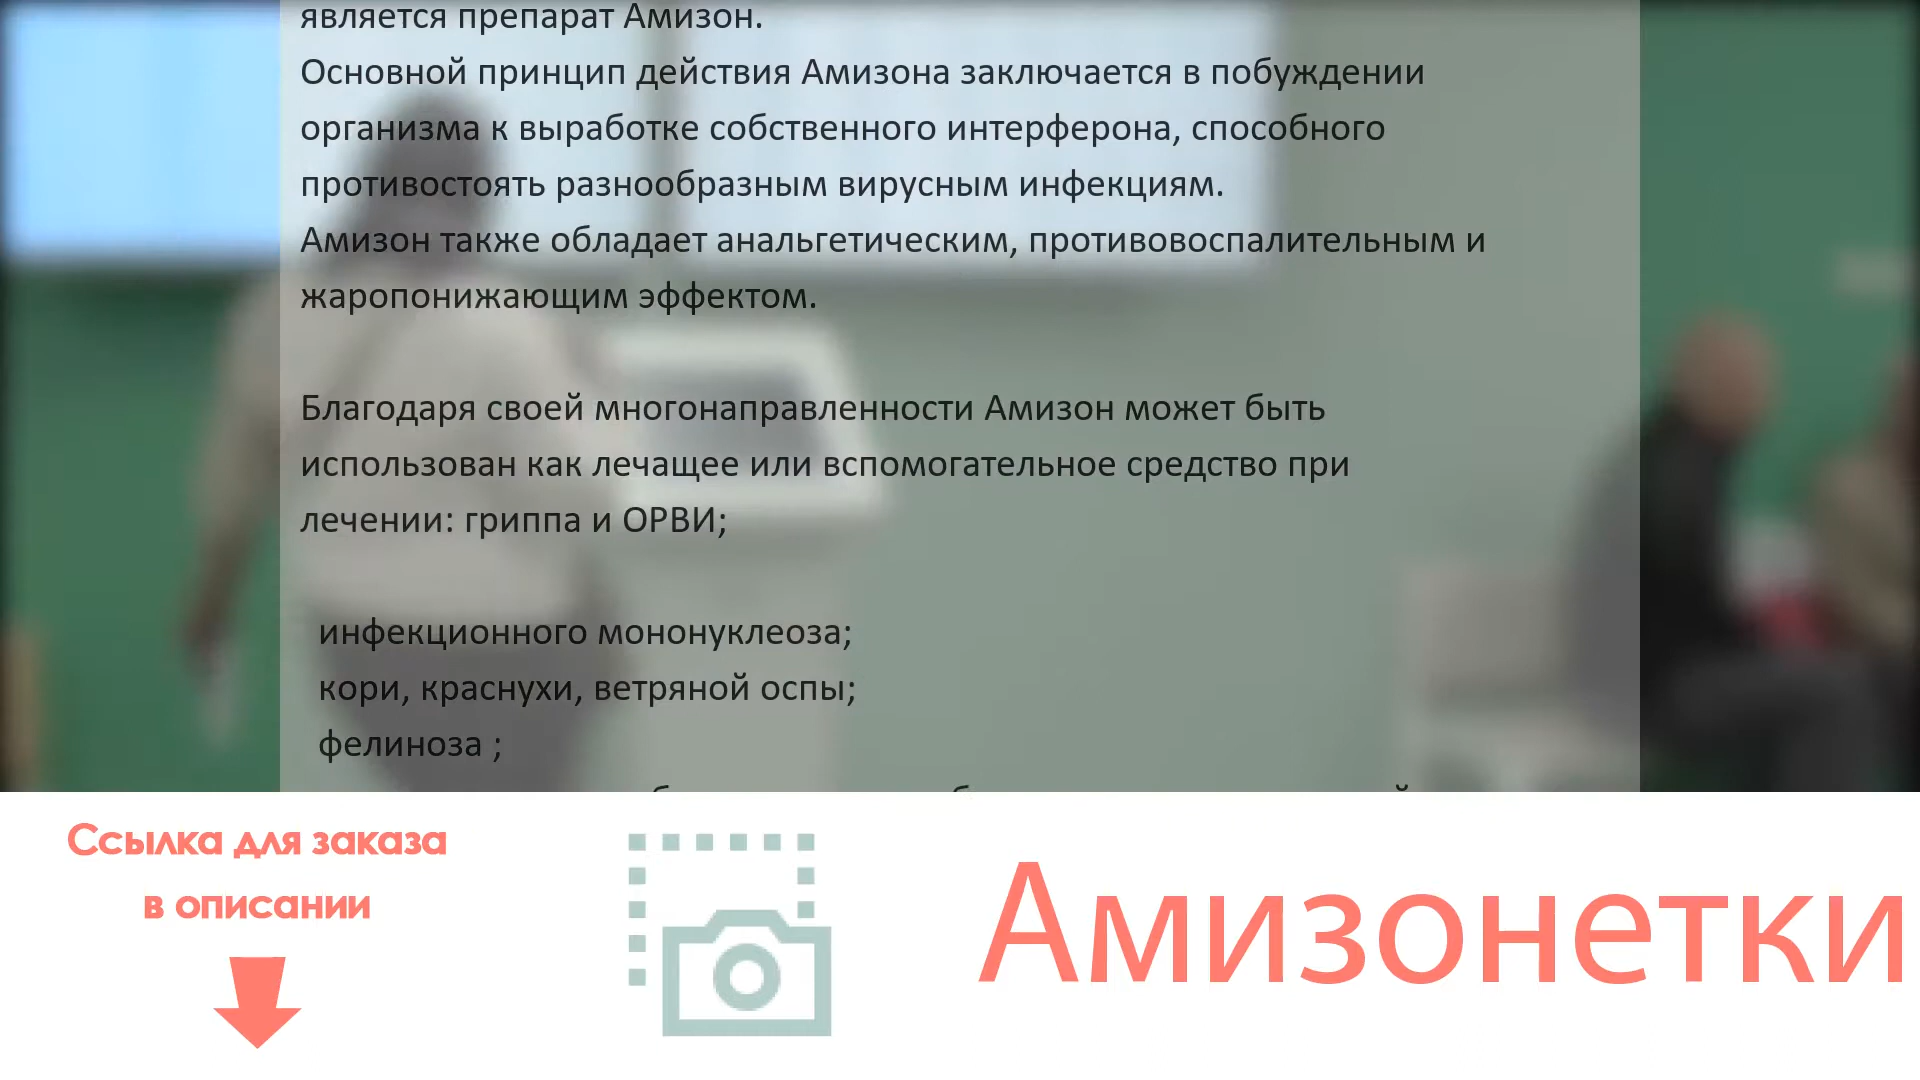 является препарат Амизон.
Основной принцип действия Амизона заключается в побуждении
организма к выработке собственного интерферона, способного
противостоять разнообразным вирусным инфекциям.
Амизон также обладает анальгетическим, противовоспалительным и
жаропонижающим эффектом.
Благодаря своей многонаправленности Амизон может быть
использован как лечащее или вспомогательное средство при
лечении: гриппа и ОРВИ;
инфекционного мононуклеоза;
кори, краснухи, ветряной оспы;
фелиноза ;
Ссылка для заказа
в описании
Амизонетки